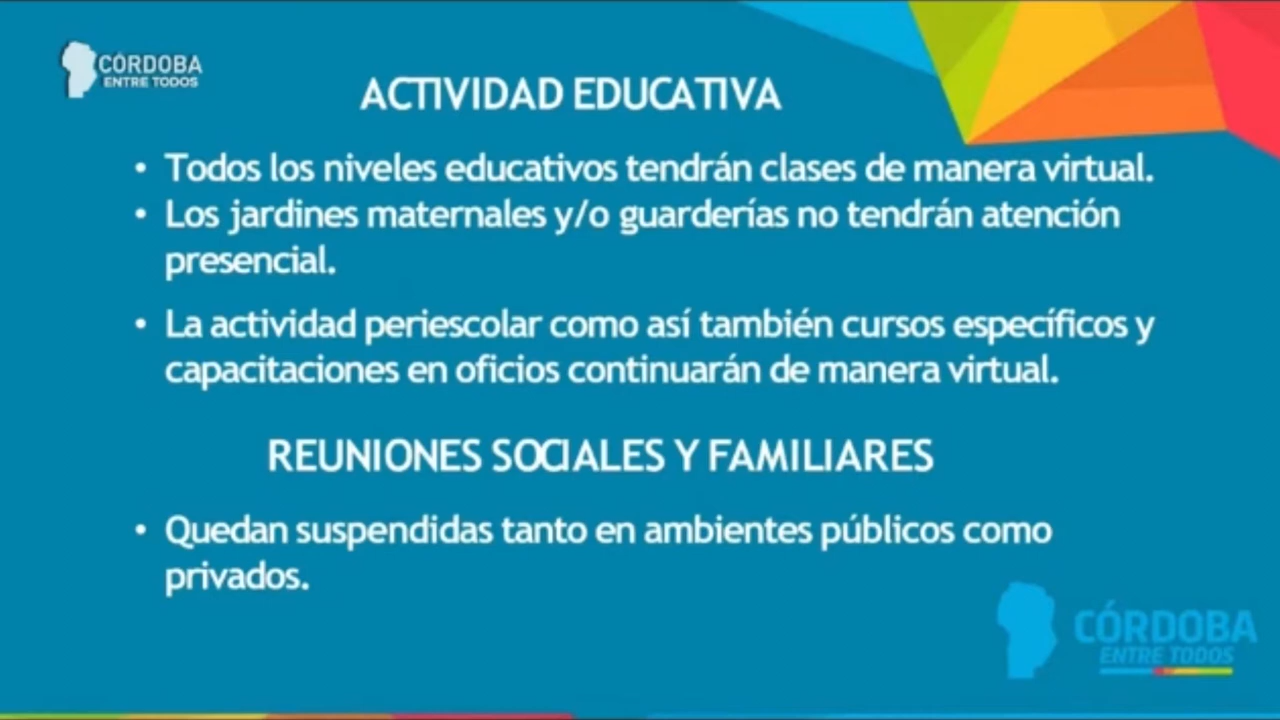 CÓRDOBA
ENTRE TODOS
ACTIVIDAD EDUCATIVA
• Todos los niveles educativos tendrán clases de manera virtual.
• Los jardines maternales y/o guarderías no tendrán atención
presencial.
• La actividad periescolar como así también cursos específicos y
capacitaciones en oficios continuarán de manera virtual.
REUNIONES SOCIALES Y FAMILIARES
• Quedan suspendidas tanto en ambientes públicos como
privados.
CÓRDOBA
ENTRE TODOS